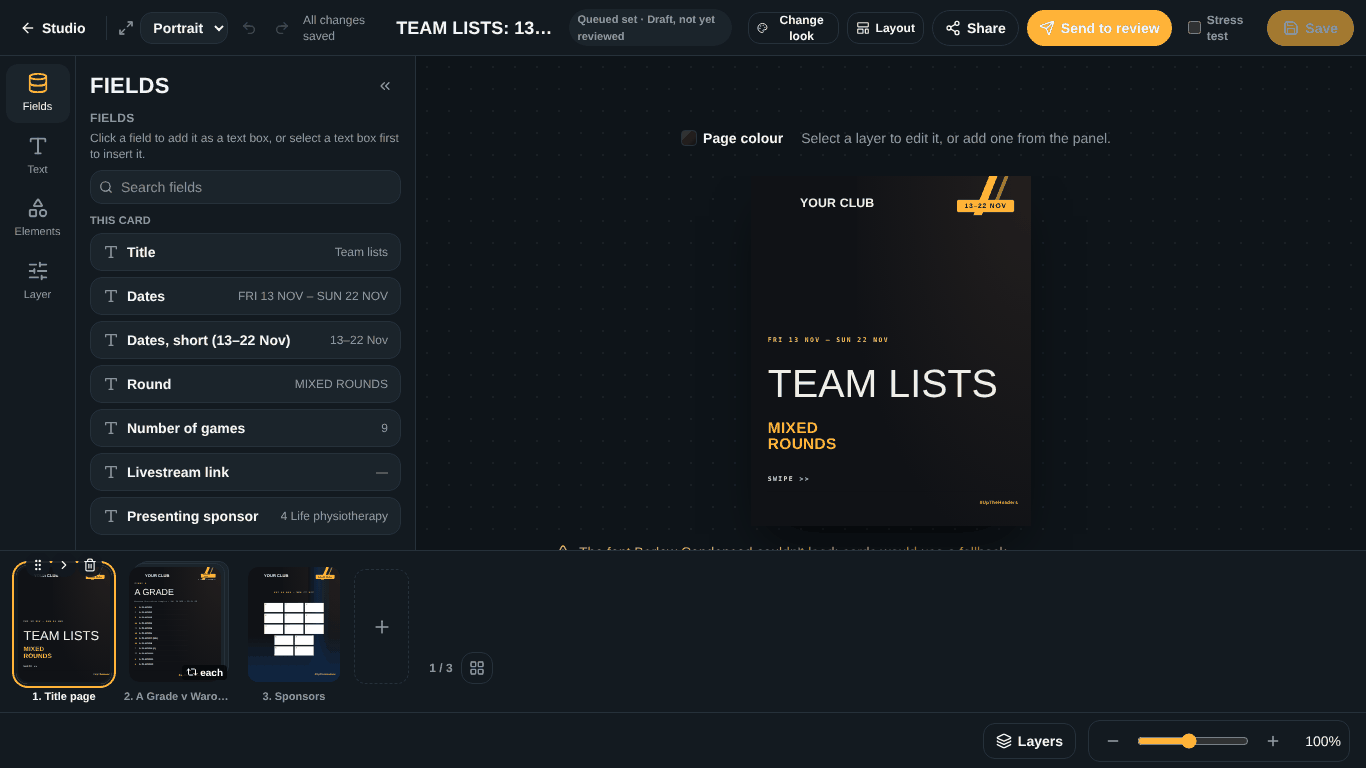 Studio
Portrait
All changes saved
TEAM LISTS: 13...
Queued set · Draft, not yet reviewed
Change look
Layout
Share
Send to review
Stress test
Save
Fields
Text
Elements
Layer
FIELDS
FIELDS
Click a field to add it as a text box, or select a text box first to insert it.
Search fields
THIS CARD
Title Team lists
Dates FRI 13 NOV – SUN 22 NOV
Dates, short (13–22 Nov) 13–22 Nov
Round MIXED ROUNDS
Number of games 9
Livestream link —
Presenting sponsor 4 Life physiotherapy
Page colour
Select a layer to edit it, or add one from the panel.
YOUR CLUB
13–22 NOV
FRI 13 NOV – SUN 22 NOV
TEAM LISTS
MIXED
ROUNDS
SWIPE >>
YOUR CLUB
A GRADE
each
YOUR CLUB
TEAM LISTS
MIXED
ROUNDS
1. Title page
2. A Grade v Waro...
3. Sponsors
1 / 3
Layers
100%